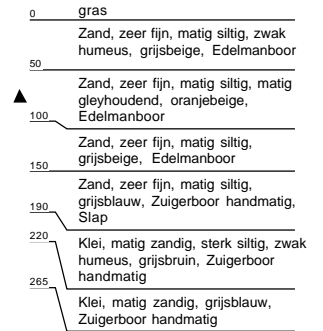 0 gras
Zand, zeer fijn, matig siltig, zwak
humeus, grijsbeige, Edelmanboor
50
Zand, zeer fijn, matig siltig, matig
gleyhoudend, oranjebeige,
Edelmanboor
100
Zand, zeer fijn, matig siltig,
grijsbeige, Edelmanboor
150
Zand, zeer fijn, matig siltig,
grijsblauw, Zuigerboor handmatig,
Slap
190
220
Klei, matig zandig, sterk siltig, zwak
humeus, grijsbruin, Zuigerboor
handmatig
265
Klei, matig zandig, grijsblauw,
Zuigerboor handmatig